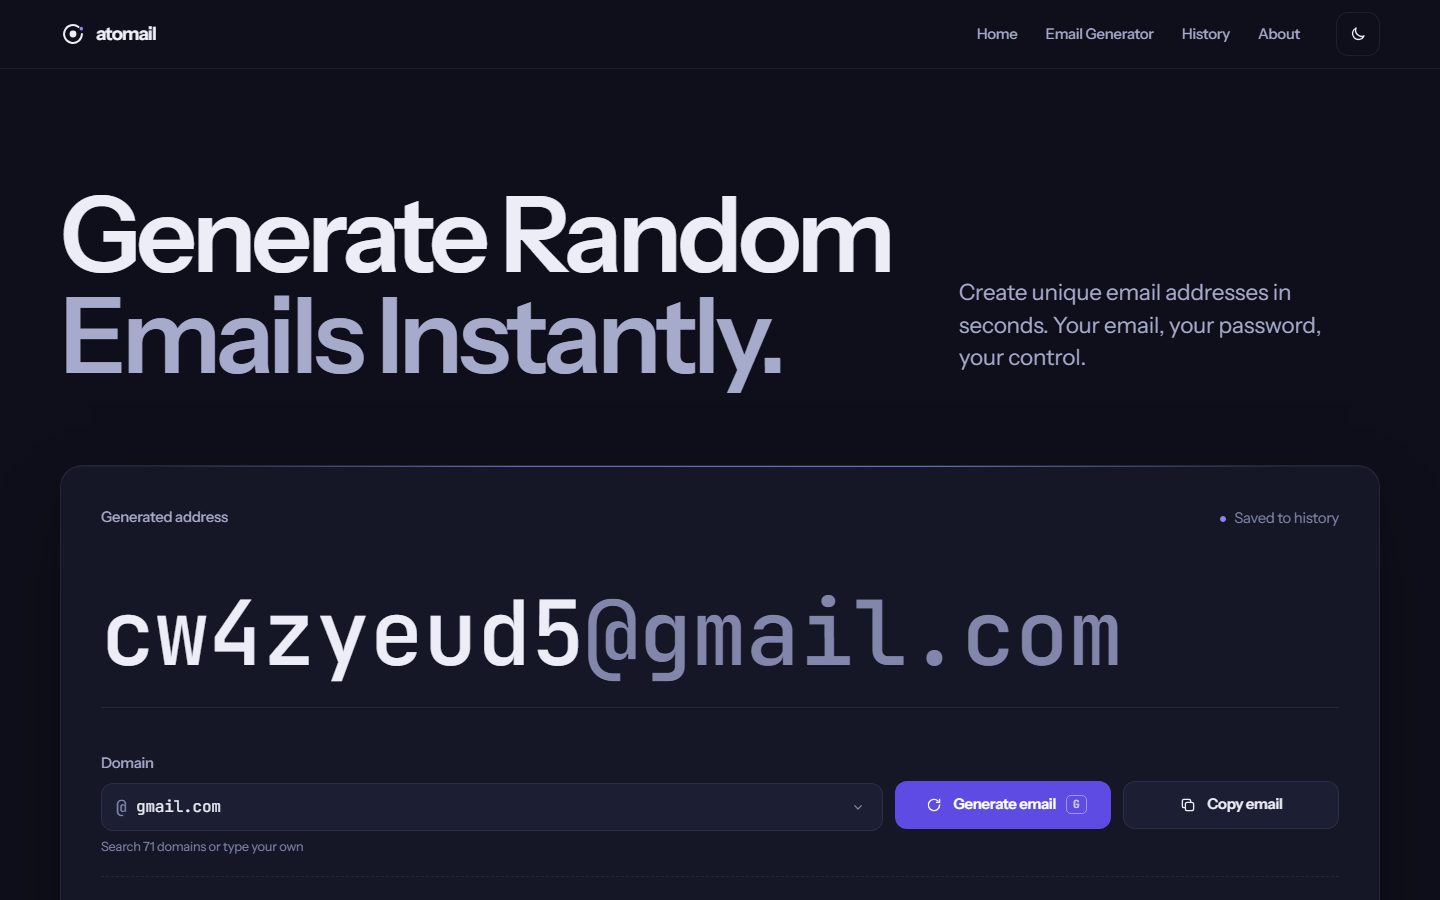 atomail
Home Email Generator History About
Generate Random
Emails Instantly.
Create unique email addresses in
seconds. Your email, your password,
your control.
Generated address
Saved to history
cw4zyeud5@gmail.com
Domain
@ gmail.com
Generate email G
Copy email
Search 71 domains or type your own